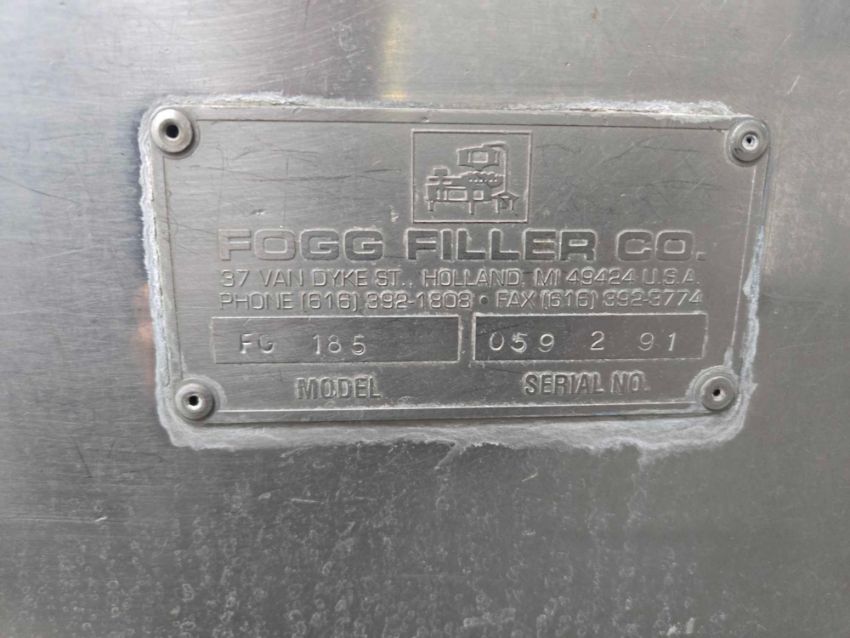 FOGG FILLER CO.
37 VAN DYKE ST., HOLLAND, MI 49424 U.S.A.
PHONE (616) 392-1808 • FAX (616) 392-3774
FG 185 059 2 91
MODEL SERIAL NO.